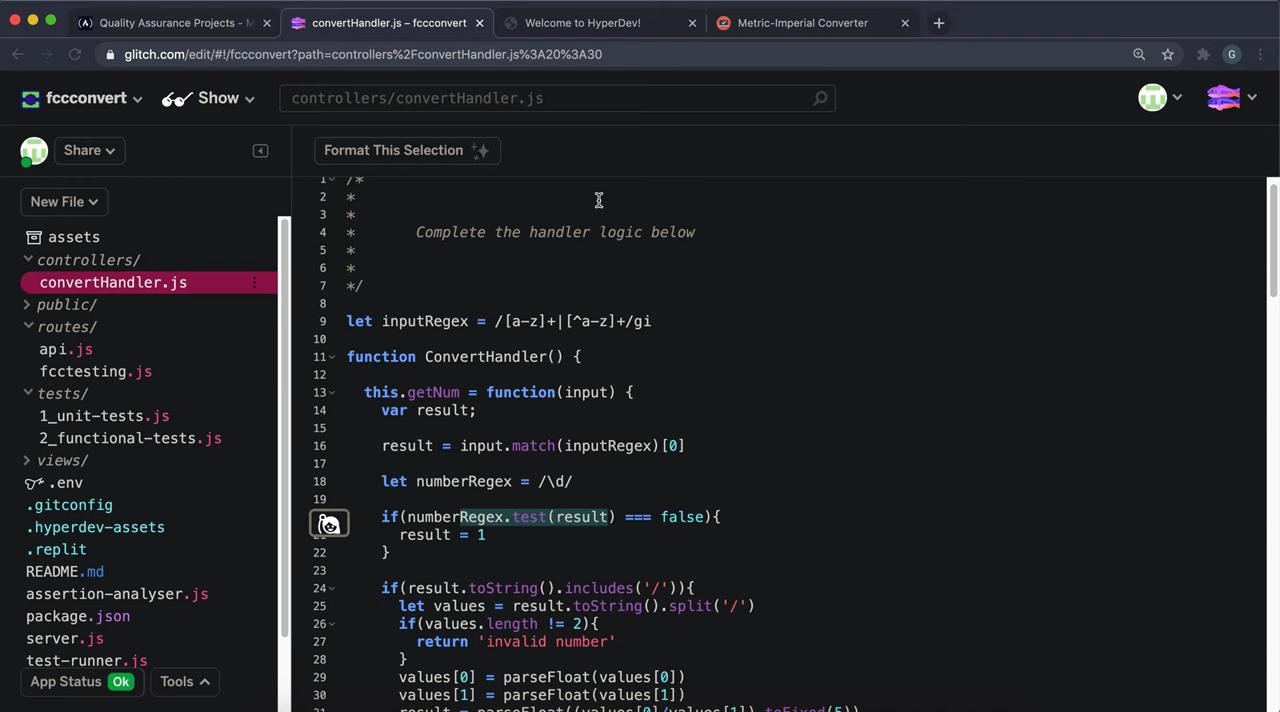 Quality Assurance Projects - M
convertHandler.js – fccconvert
Welcome to HyperDev!
Metric-Imperial Converter
glitch.com/edit/#!/fccconvert?path=controllers%2FconvertHandler.js%3A20%3A30
G
fccconvert
Show
controllers/convertHandler.js
Share
Format This Selection
New File
assets
controllers/
convertHandler.js
public/
routes/
api.js
fcctesting.js
tests/
1_unit-tests.js
2_functional-tests.js
views/
.env
.gitconfig
.hyperdev-assets
.replit
README.md
assertion-analyser.js
package.json
server.js
test-runner.js
App Status Ok
Tools
1 /*
2 *
3 *
4 * Complete the handler logic below
5 *
6 *
7 */
8
9 let inputRegex = /[a-z]+|[^a-z]+/gi
10
11 function ConvertHandler() {
12
13 this.getNum = function(input) {
14 var result;
15
16 result = input.match(inputRegex)[0]
17
18 let numberRegex = /\d/
19
if(numberRegex.test(result) === false){
result = 1
22 }
23
24 if(result.toString().includes('/')){
25 let values = result.toString().split('/')
26 if(values.length != 2){
27 return 'invalid number'
28 }
29 values[0] = parseFloat(values[0])
30 values[1] = parseFloat(values[1])
result = parseFloat((values[0]/values[1]).toFixed(5))